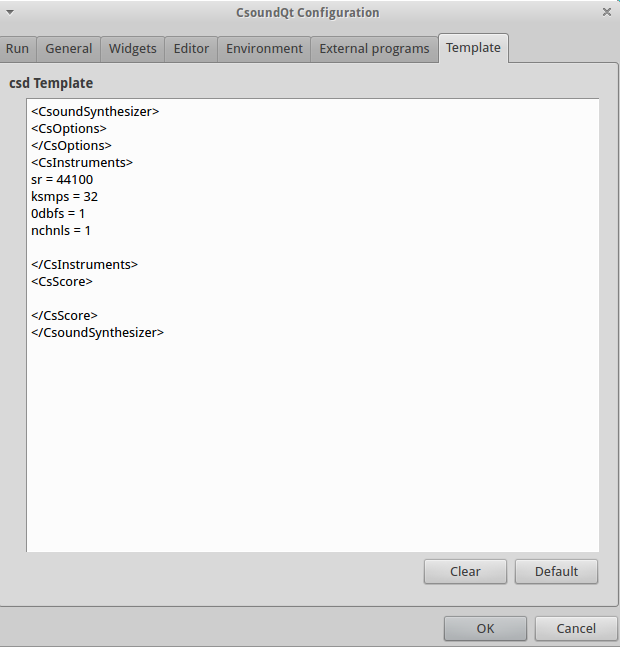 CsoundQt Configuration
Run General Widgets Editor Environment External programs Template
csd Template
<CsoundSynthesizer>
<CsOptions>
</CsOptions>
<CsInstruments>
sr = 44100
ksmps = 32
0dbfs = 1
nchnls = 1
</CsInstruments>
<CsScore>
</CsScore>
</CsoundSynthesizer>
Clear Default
OK Cancel